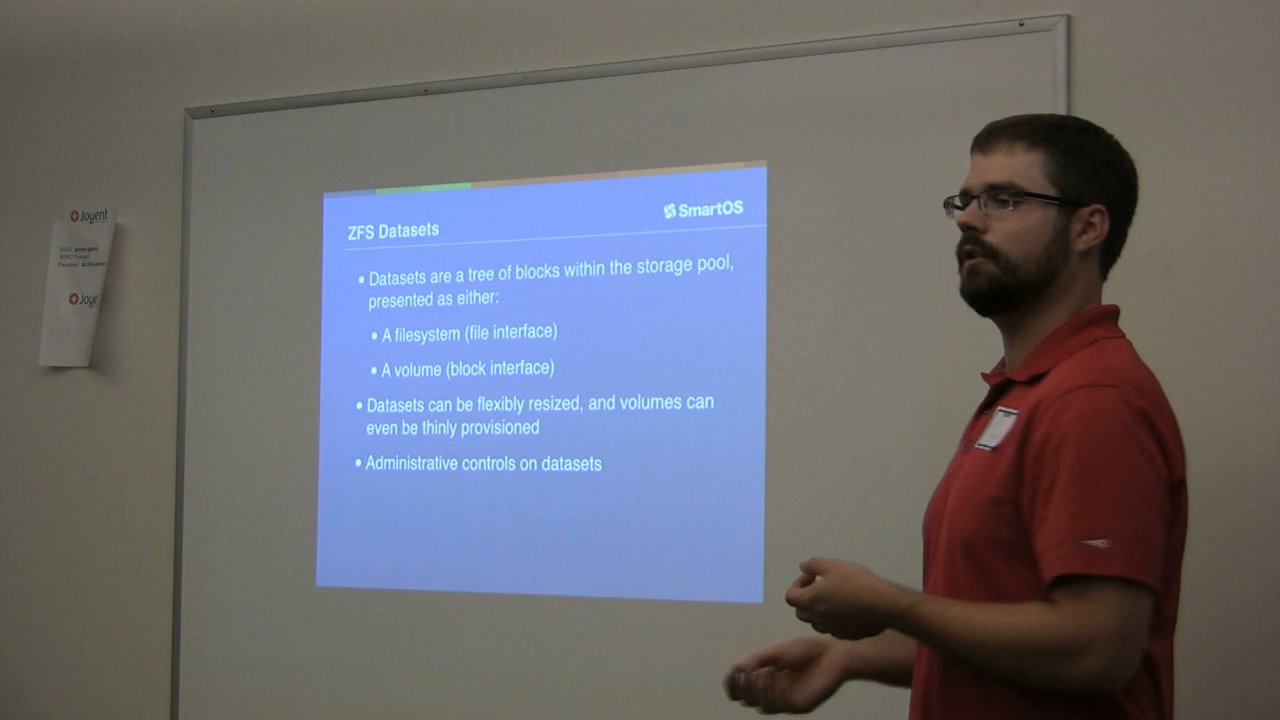 Joyent
SmartOS
ZFS Datasets
• Datasets are a tree of blocks within the storage pool,
presented as either:
• A filesystem (file interface)
• A volume (block interface)
• Datasets can be flexibly resized, and volumes can
even be thinly provisioned
• Administrative controls on datasets